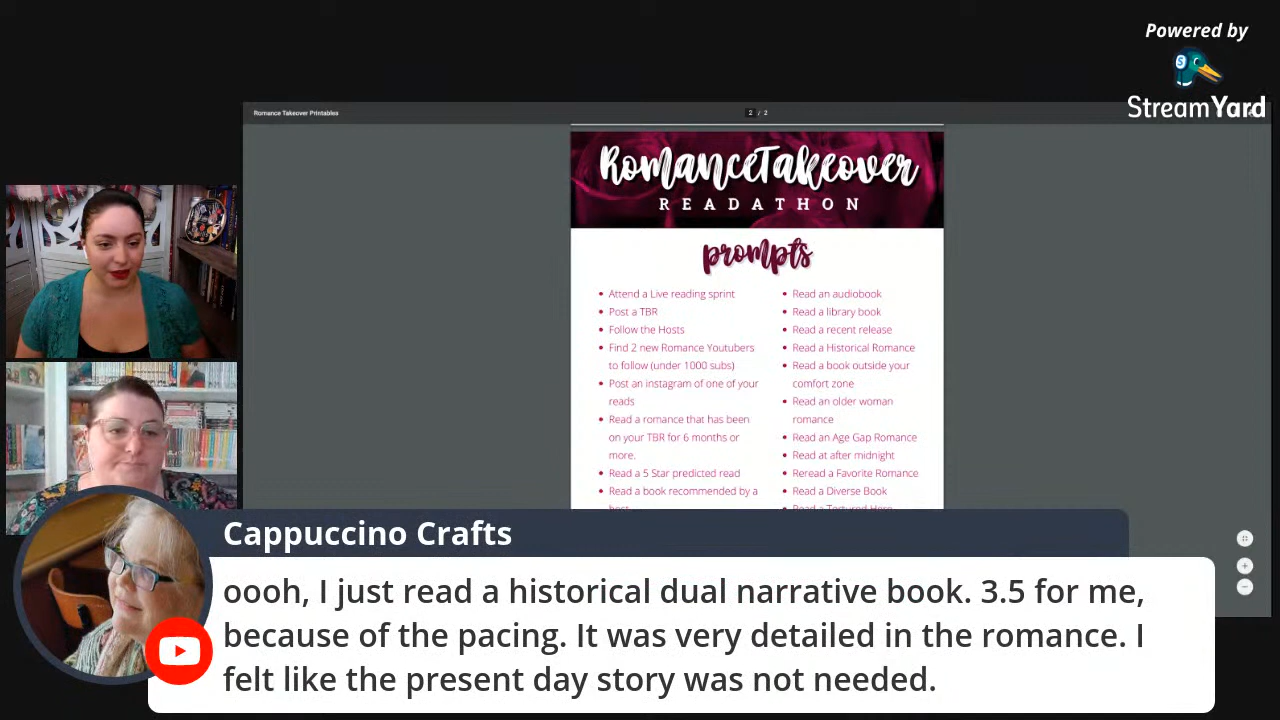 Powered by
StreamYard
Romance Takeover Printables
2 / 2
RomanceTakeover
READATHON
prompts
• Attend a Live reading sprint
• Post a TBR
• Follow the Hosts
• Find 2 new Romance Youtubers
to follow (under 1000 subs)
• Post an instagram of one of your
reads
• Read a romance that has been
on your TBR for 6 months or
more.
• Read a 5 Star predicted read
• Read a book recommended by a
host
• Read an audiobook
• Read a library book
• Read a recent release
• Read a Historical Romance
• Read a book outside your
comfort zone
• Read an older woman
romance
• Read an Age Gap Romance
• Read at after midnight
• Reread a Favorite Romance
• Read a Diverse Book
• Read a Tortured Hero
Cappuccino Crafts
oooh, I just read a historical dual narrative book. 3.5 for me,
because of the pacing. It was very detailed in the romance. I
felt like the present day story was not needed.